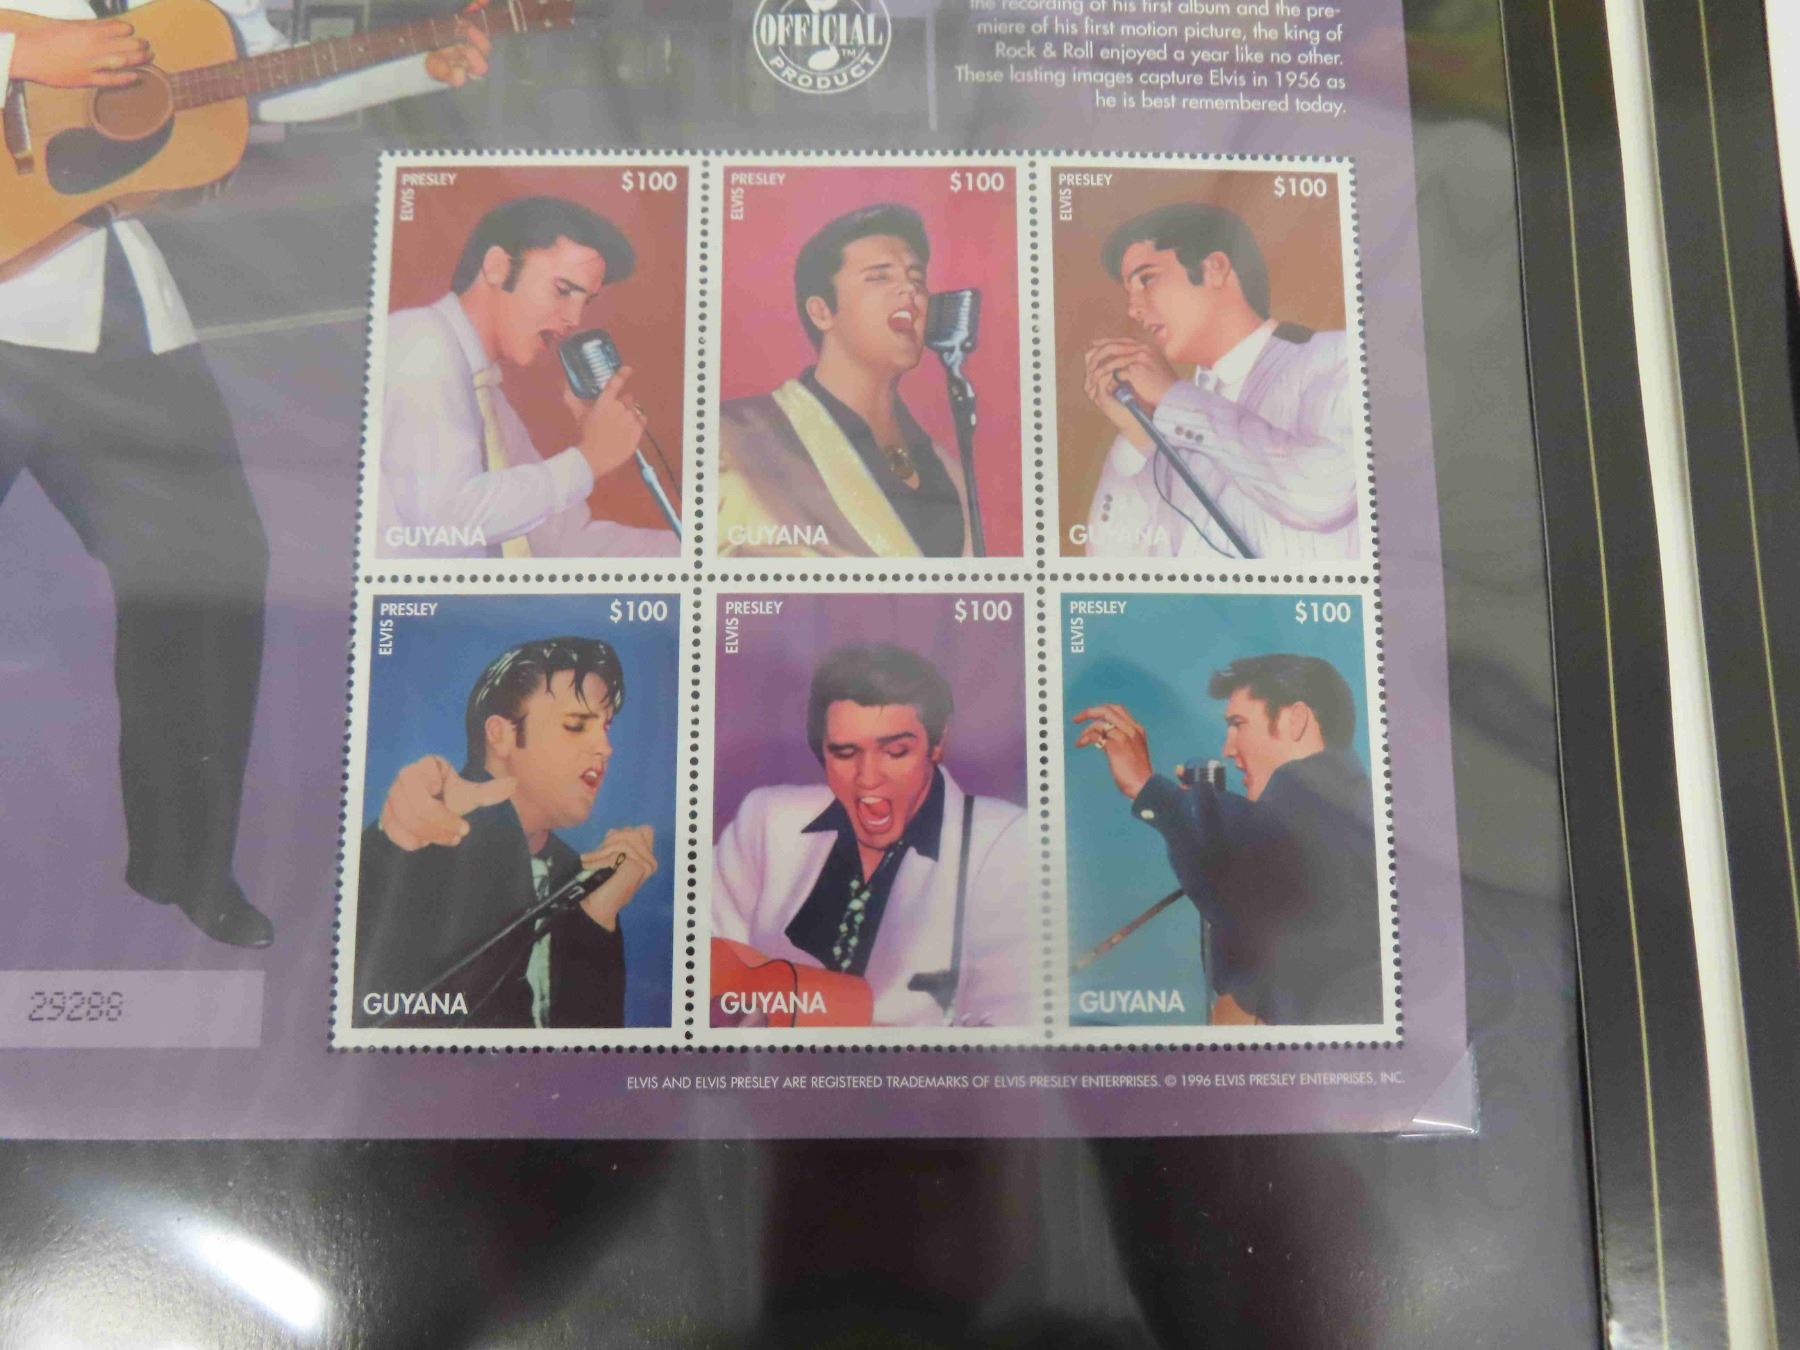 OFFICIAL
TM
PRODUCT
the recording of his first album and the pre-
miere of his first motion picture, the king of
Rock & Roll enjoyed a year like no other.
These lasting images capture Elvis in 1956 as
he is best remembered today.
ELVIS PRESLEY $100
GUYANA
ELVIS PRESLEY $100
GUYANA
ELVIS PRESLEY $100
GUYANA
ELVIS PRESLEY $100
GUYANA
ELVIS PRESLEY $100
GUYANA
ELVIS PRESLEY $100
GUYANA
29288
ELVIS AND ELVIS PRESLEY ARE REGISTERED TRADEMARKS OF ELVIS PRESLEY ENTERPRISES. © 1996 ELVIS PRESLEY ENTERPRISES, INC.